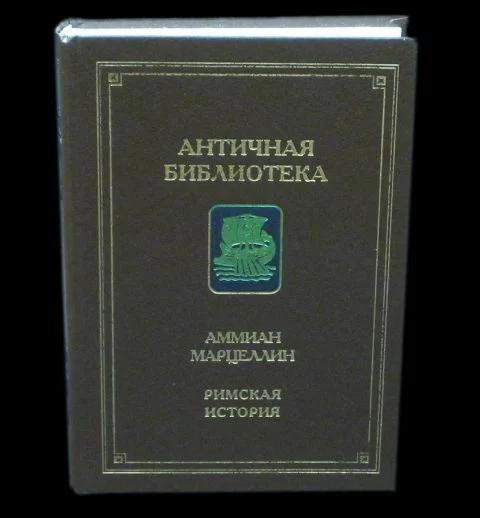 АНТИЧНАЯ
БИБЛИОТЕКА
АММИАН
МАРЦЕЛЛИН
РИМСКАЯ
ИСТОРИЯ